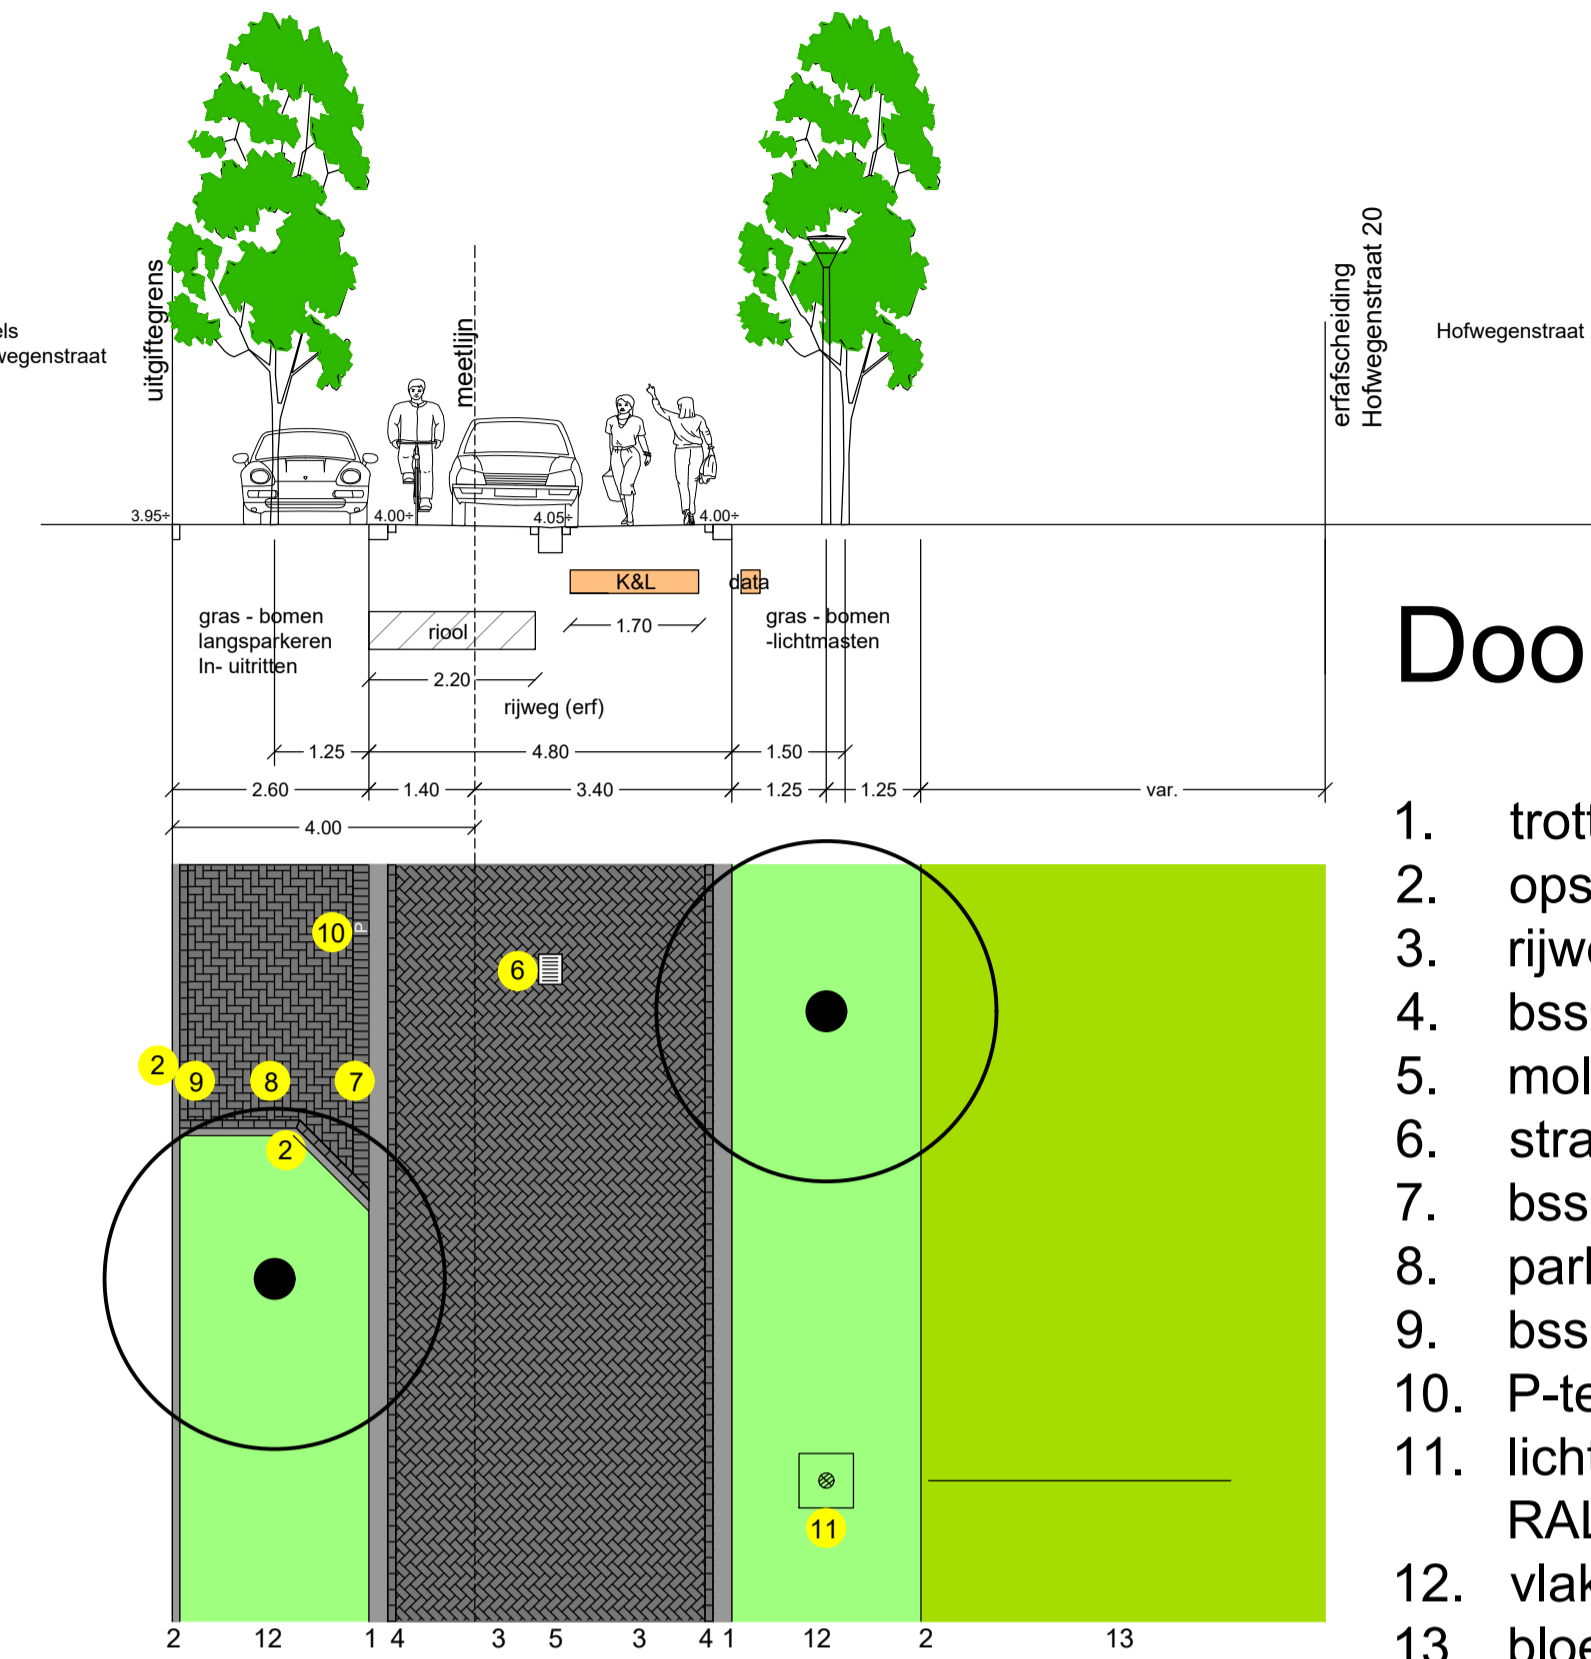 els
wegenstraat
uitgiftegrens
meetlijn
erfafscheiding
Hofwegenstraat 20
Hofwegenstraat
3.95÷
4.00÷
4.05÷
4.00÷
K&L
data
gras - bomen
langsparkeren
In- uitritten
riool
1.70
gras - bomen
-lichtmasten
2.20
rijweg (erf)
1.25
4.80
1.50
2.60
1.40
3.40
1.25
1.25
var.
4.00
Doo
1. trott
2. ops
3. rijwe
4. bss
5. mol
6. stra
7. bss
8. park
9. bss
10. P-te
11. licht
RAL
12. vlak
13 bloe
10
P
6
2
9
8
7
2
11
2 12 1 4 3 5 3 4 1 12 2 13